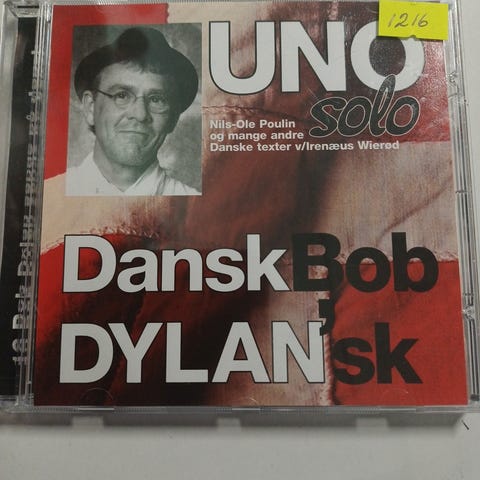 1216
UNO
solo
Nils-Ole Poulin
og mange andre
Danske texter v/Irenæus Wierød
DanskBob
DYLAN'sk